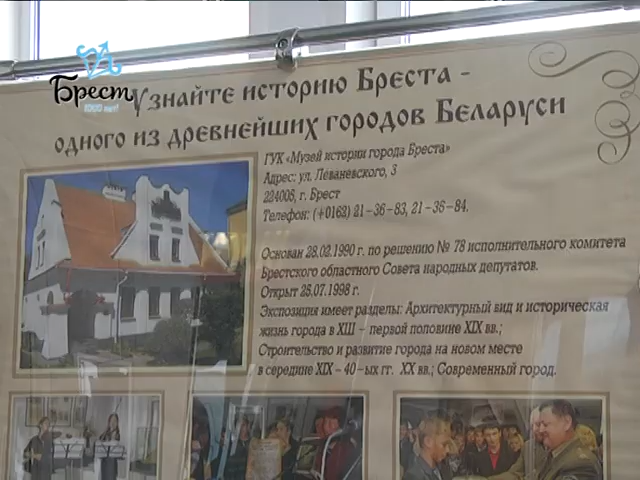 Брест
1000 лет!
Узнайте историю Бреста -
одного из древнейших городов Беларуси
ГУК «Музей истории города Бреста»
Адрес: ул. Леваневского, 3
224005, г. Брест
Телефон: (+0162) 21-36-83, 21-36-84.
Основан 28.02.1990 г. по решению № 78 исполнительного комитета
Брестского областного Совета народных депутатов.
Открыт 25.07.1998 г.
Экспозиция имеет разделы: Архитектурный вид и историческая
жизнь города в XIII – первой половине XIX вв.;
Строительство и развитие города на новом месте
в середине XIX – 40-ых гг. XX вв.; Современный город.